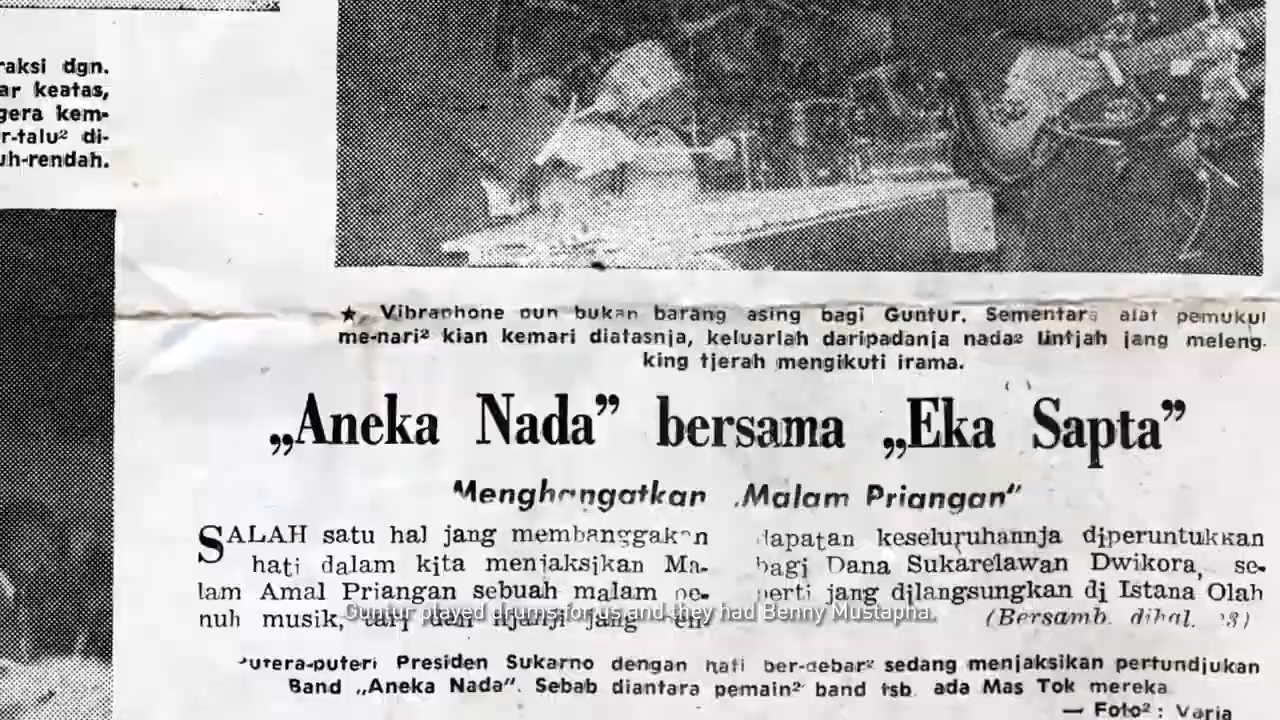 raksi dgn.
ar keatas,
gera kem-
r-talu² di-
uh-rendah.
★ Vibraphone pun bukan barang asing bagi Guntur. Sementara alat pemukul
me-nari² kian kemari diatasnja, keluarlah daripadanja nada² lintjah jang meleng-
king tjerah mengikuti irama.
„Aneka Nada” bersama „Eka Sapta”
Menghangatkan „Malam Priangan”
SALAH satu hal jang membanggakan
hati dalam kita menjaksikan Ma-
lam Amal Priangan sebuah malam pe-
nuh musik, tari dan njanji jang
dapatan keseluruhannja diperuntukkan
bagi Dana Sukarelawan Dwikora, se-
perti jang dilangsungkan di Istana Olah
(Bersamb. dihal. 3)
Guntur played drums for us and they had Benny Mustapha.
Putera-puteri Presiden Sukarno dengan hati ber-debar² sedang menjaksikan pertundjukan
Band „Aneka Nada”. Sebab diantara pemain² band tsb. ada Mas Tok mereka
— Foto² : Varia